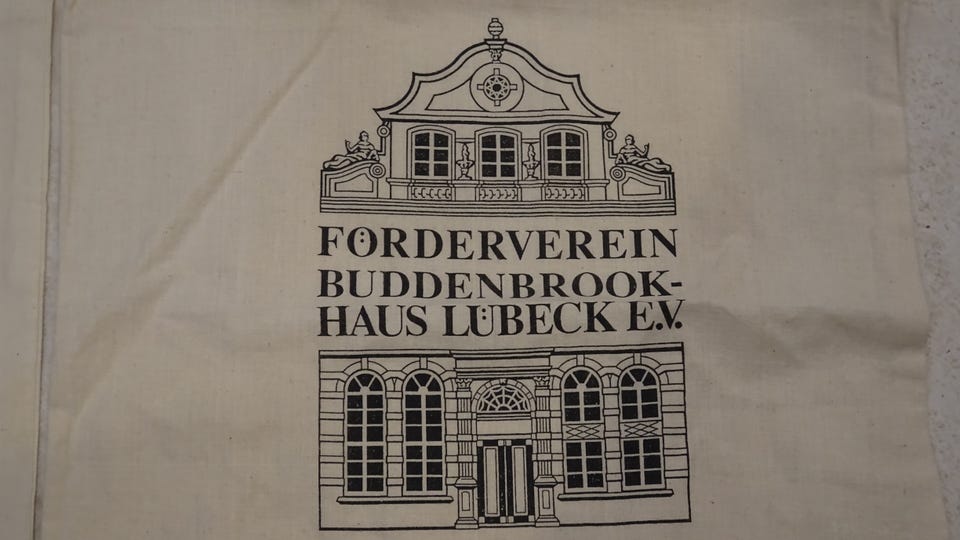 FÖRDERVEREIN
BUDDENBROOK-
HAUS LÜBECK E.V.